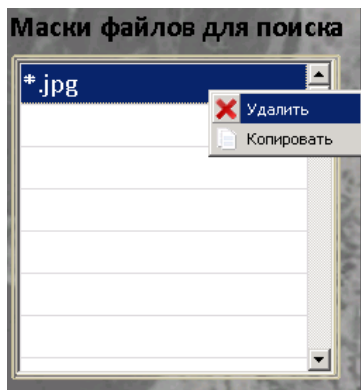 Маски файлов для поиска
*.jpg
Удалить
Копировать